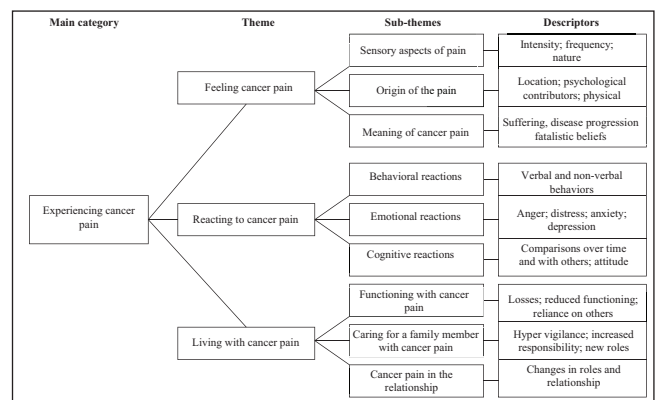 Main category
Theme
Sub-themes
Descriptors
Experiencing cancer
pain
Feeling cancer pain
Sensory aspects of pain
Intensity; frequency;
nature
Origin of the pain
Location; psychological
contributors; physical
Meaning of cancer pain
Suffering, disease progression
fatalistic beliefs
Reacting to cancer pain
Behavioral reactions
Verbal and non-verbal
behaviors
Emotional reactions
Anger; distress; anxiety;
depression
Cognitive reactions
Comparisons over time
and with others; attitude
Living with cancer pain
Functioning with cancer
pain
Losses; reduced functioning;
reliance on others
Caring for a family member
with cancer pain
Hyper vigilance; increased
responsibility; new roles
Cancer pain in the
relationship
Changes in roles and
relationship